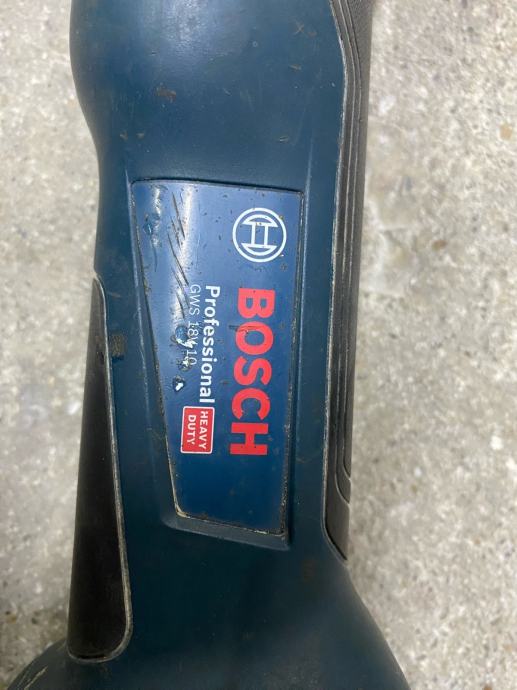 BOSCH
Professional
HEAVY
DUTY
GWS 18V-10